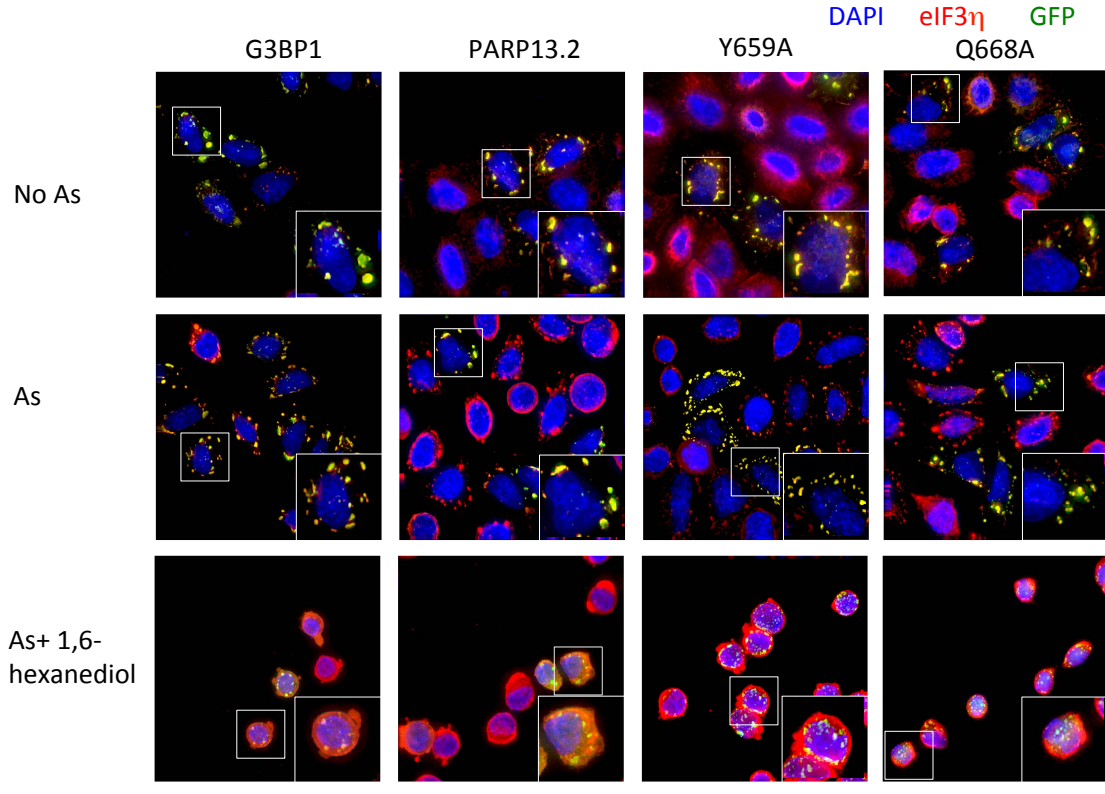 DAPI eIF3η GFP
G3BP1 PARP13.2 Y659A Q668A
No As
As
As+ 1,6-
hexanediol